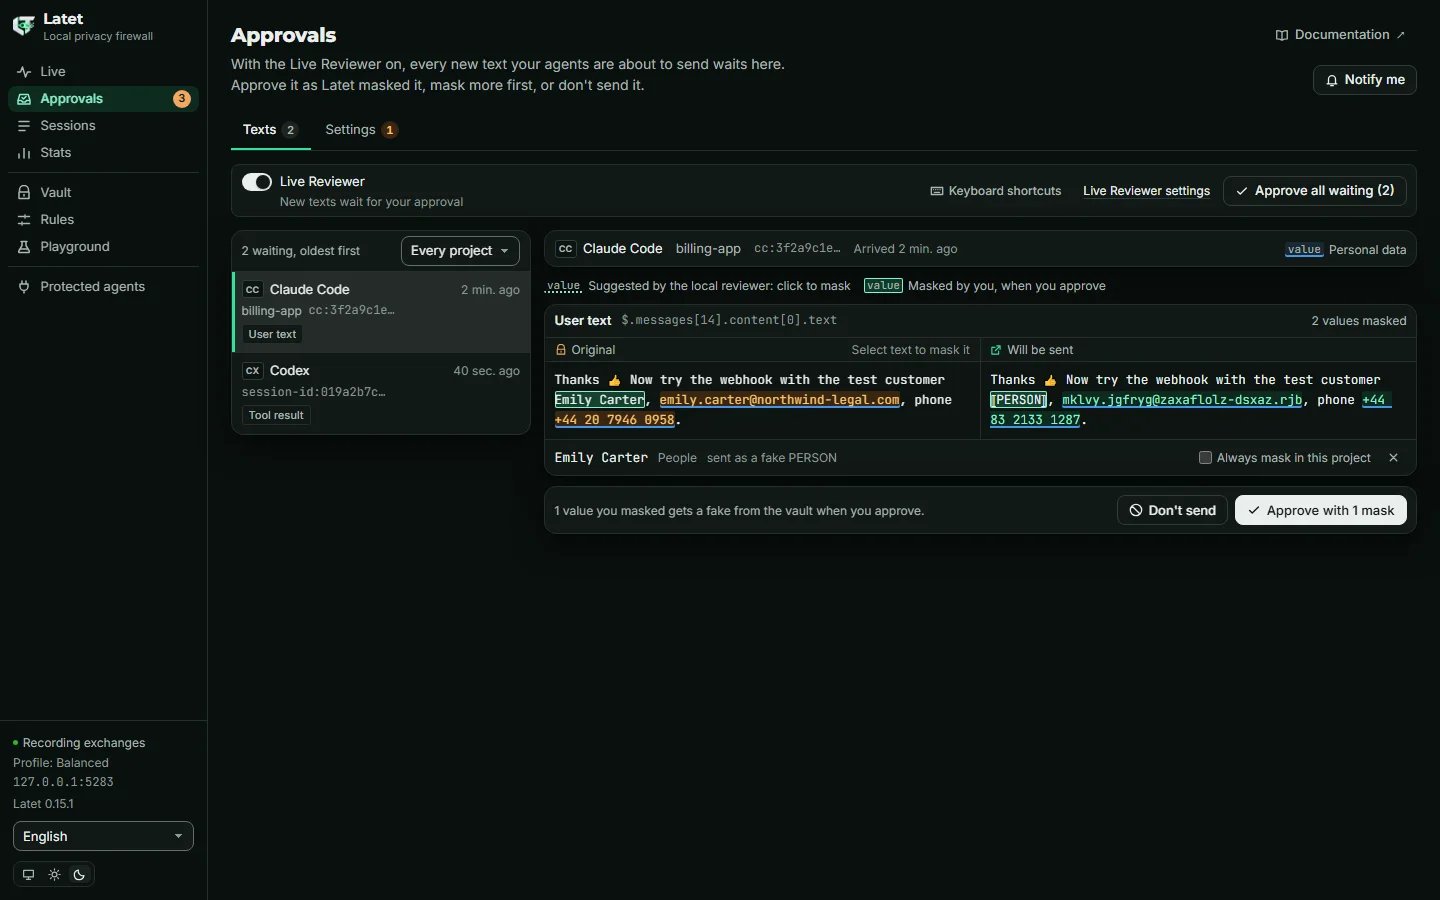 Latet
Local privacy firewall
Live
Approvals 3
Sessions
Stats
Vault
Rules
Playground
Protected agents
Recording exchanges
Profile: Balanced
127.0.0.1:5283
Latet 0.15.1
English
Approvals
With the Live Reviewer on, every new text your agents are about to send waits here.
Approve it as Latet masked it, mask more first, or don't send it.
Documentation ↗
Notify me
Texts 2 Settings 1
Live Reviewer
New texts wait for your approval
Keyboard shortcuts Live Reviewer settings Approve all waiting (2)
2 waiting, oldest first Every project
CC Claude Code 2 min. ago
billing-app cc:3f2a9c1e…
User text
CX Codex 40 sec. ago
session-id:019a2b7c…
Tool result
CC Claude Code billing-app cc:3f2a9c1e… Arrived 2 min. ago value Personal data
value Suggested by the local reviewer: click to mask value Masked by you, when you approve
User text $.messages[14].content[0].text 2 values masked
Original Select text to mask it
Thanks 👍 Now try the webhook with the test customer
Emily Carter, emily.carter@northwind-legal.com, phone
+44 20 7946 0958.
Will be sent
Thanks 👍 Now try the webhook with the test customer
[PERSON], mklvy.jgfryg@zaxaflolz-dsxaz.rjb, phone +44
83 2133 1287.
Emily Carter People sent as a fake PERSON Always mask in this project ×
1 value you masked gets a fake from the vault when you approve. Don't send Approve with 1 mask